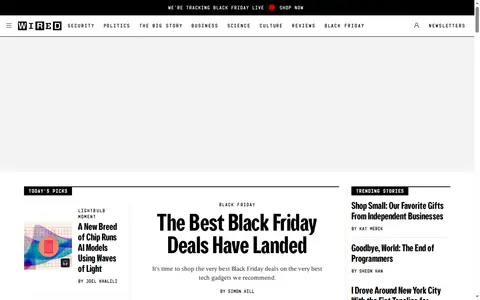 WE'RE TRACKING BLACK FRIDAY LIVE SHOP NOW
WIRED SECURITY POLITICS THE BIG STORY BUSINESS SCIENCE CULTURE REVIEWS BLACK FRIDAY NEWSLETTERS
TODAY'S PICKS
LIGHTBULB
MOMENT
A New Breed
of Chip Runs
AI Models
Using Waves
of Light
BY JOEL KHALILI
BLACK FRIDAY
The Best Black Friday
Deals Have Landed
It's time to shop the very best Black Friday deals on the very best
tech gadgets we recommend.
BY SIMON HILL
TRENDING STORIES
Shop Small: Our Favorite Gifts
From Independent Businesses
BY KAT MERCK
Goodbye, World: The End of
Programmers
BY SHEON HAN
I Drove Around New York City